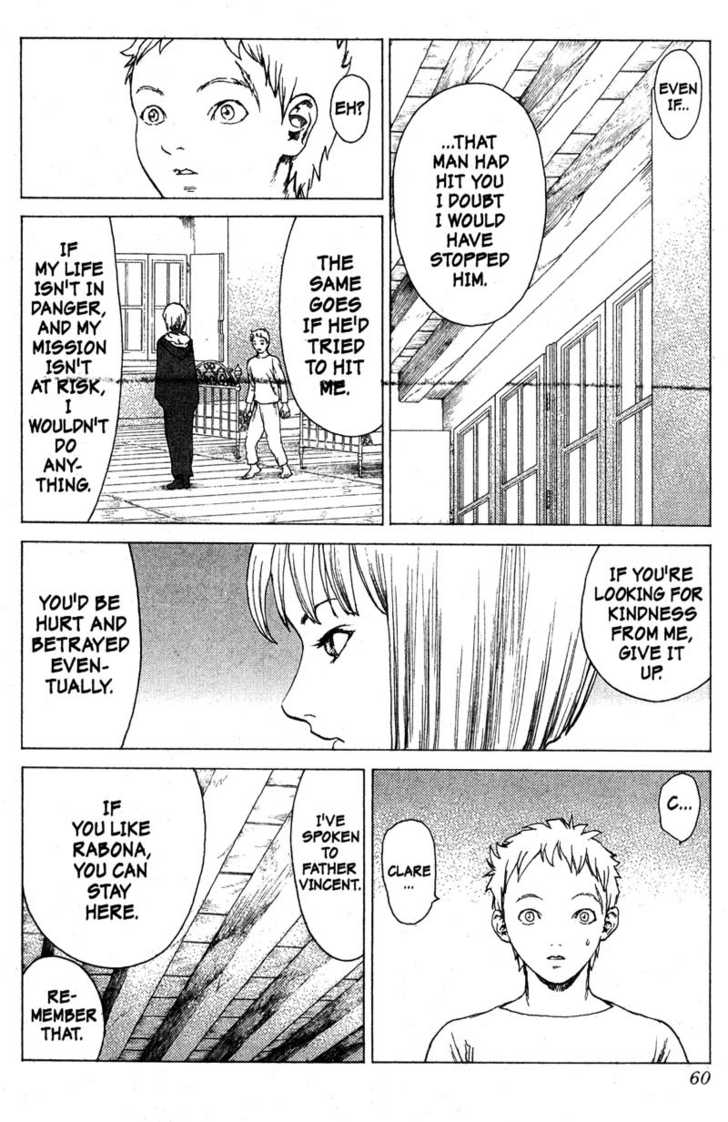 EVEN
IF...
...THAT
MAN HAD
HIT YOU
I DOUBT
I WOULD
HAVE
STOPPED
HIM.
EH?
THE
SAME
GOES
IF HE'D
TRIED
TO HIT
ME.
IF
MY LIFE
ISN'T IN
DANGER,
AND MY
MISSION
ISN'T
AT RISK,
I
WOULDN'T
DO
ANY-
THING.
IF YOU'RE
LOOKING FOR
KINDNESS
FROM ME,
GIVE IT
UP.
YOU'D BE
HURT AND
BETRAYED
EVEN-
TUALLY.
C...
CLARE
...
I'VE
SPOKEN
TO
FATHER
VINCENT.
IF
YOU LIKE
RABONA,
YOU CAN
STAY
HERE.
RE-
MEMBER
THAT.
60